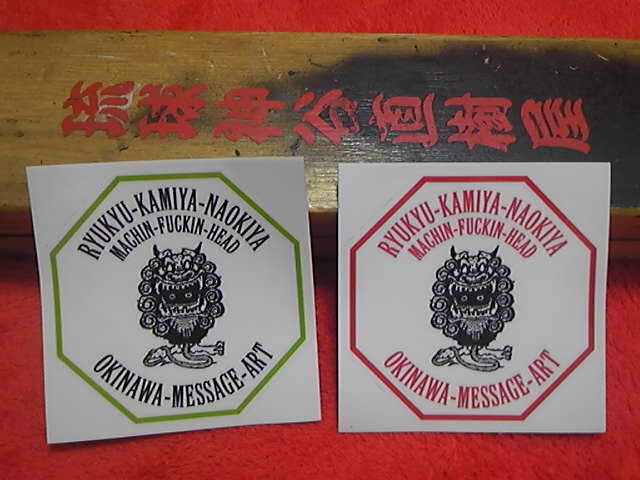 琉球神谷直樹屋
RYUKYU-KAMIYA-NAOKIYA
MACHIN-FUCKIN-HEAD
OKINAWA-MESSAGE-ART
RYUKYU-KAMIYA-NAOKIYA
MACHIN-FUCKIN-HEAD
OKINAWA-MESSAGE-ART